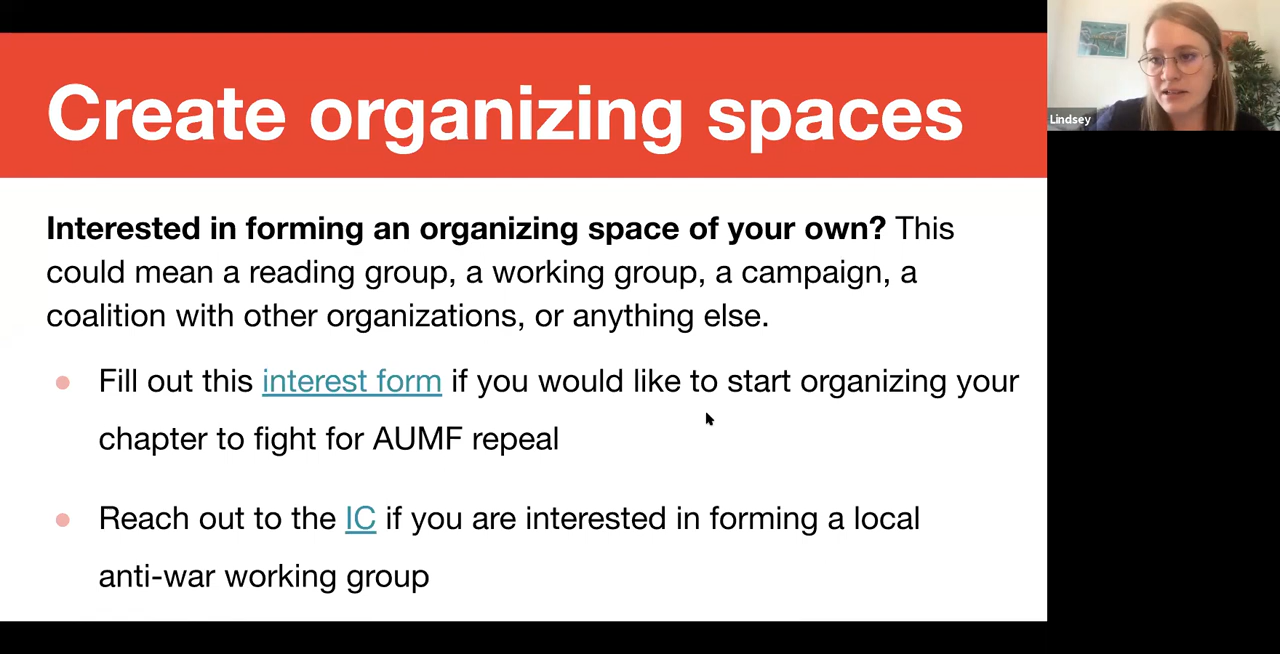 Create organizing spaces
Lindsey
Interested in forming an organizing space of your own? This
could mean a reading group, a working group, a campaign, a
coalition with other organizations, or anything else.
● Fill out this interest form if you would like to start organizing your
chapter to fight for AUMF repeal
● Reach out to the IC if you are interested in forming a local
anti-war working group